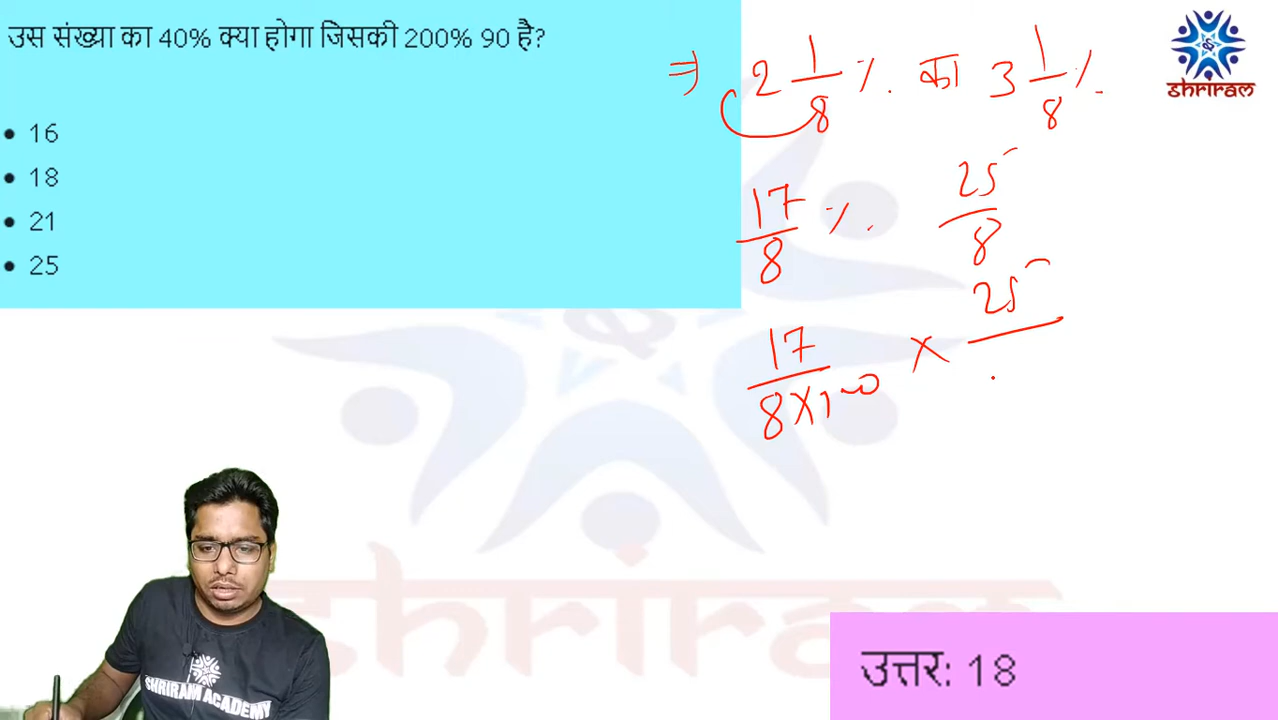 उस संख्या का 40% क्या होगा जिसकी 200% 90 है?
• 16
• 18
• 21
• 25
⇒ 2 1/8 % का 3 1/8 %
17/8 % 25/8
17/8×100 × 25/
shriram
SHRIRAM ACADEMY
shriram
उत्तर: 18